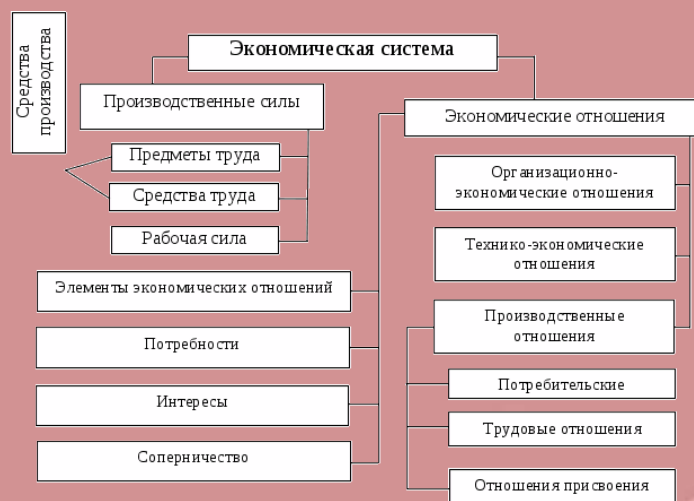 Средства
производства
Экономическая система
Производственные силы
Предметы труда
Средства труда
Рабочая сила
Элементы экономических отношений
Потребности
Интересы
Соперничество
Экономические отношения
Организационно-
экономические отношения
Технико-экономические
отношения
Производственные
отношения
Потребительские
Трудовые отношения
Отношения присвоения